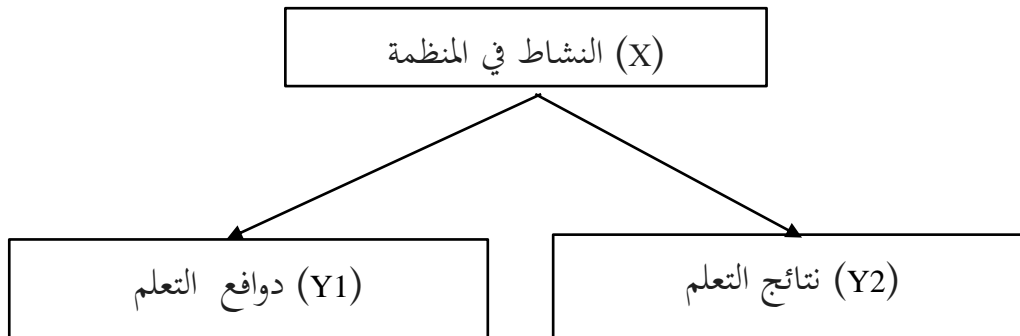 (X) النشاط في المنظمة
(Y2) نتائج التعلم
(Y1) دوافع التعلم